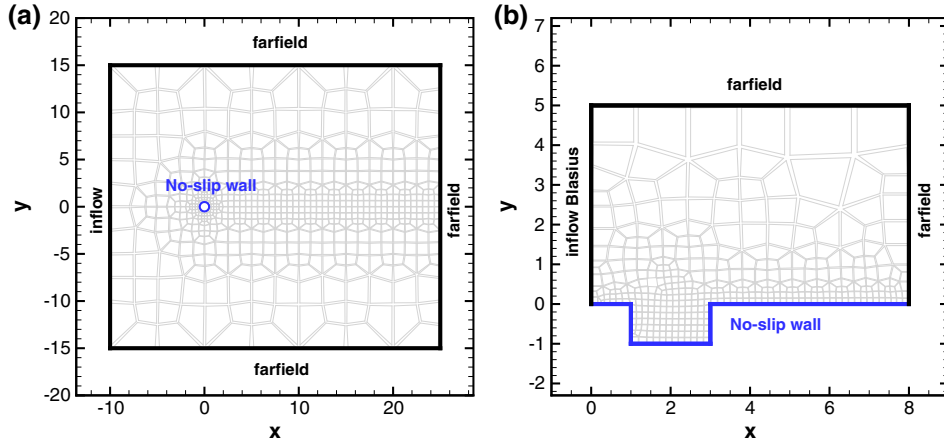 (a)
farfield
20
15
10
5
0
-5
-10
-15
-20
y
inflow
No-slip wall
farfield
farfield
-10 0 10 20
x
(b)
farfield
7
6
5
4
3
2
1
0
-1
-2
y
inflow Blasius
farfield
No-slip wall
0 2 4 6 8
x